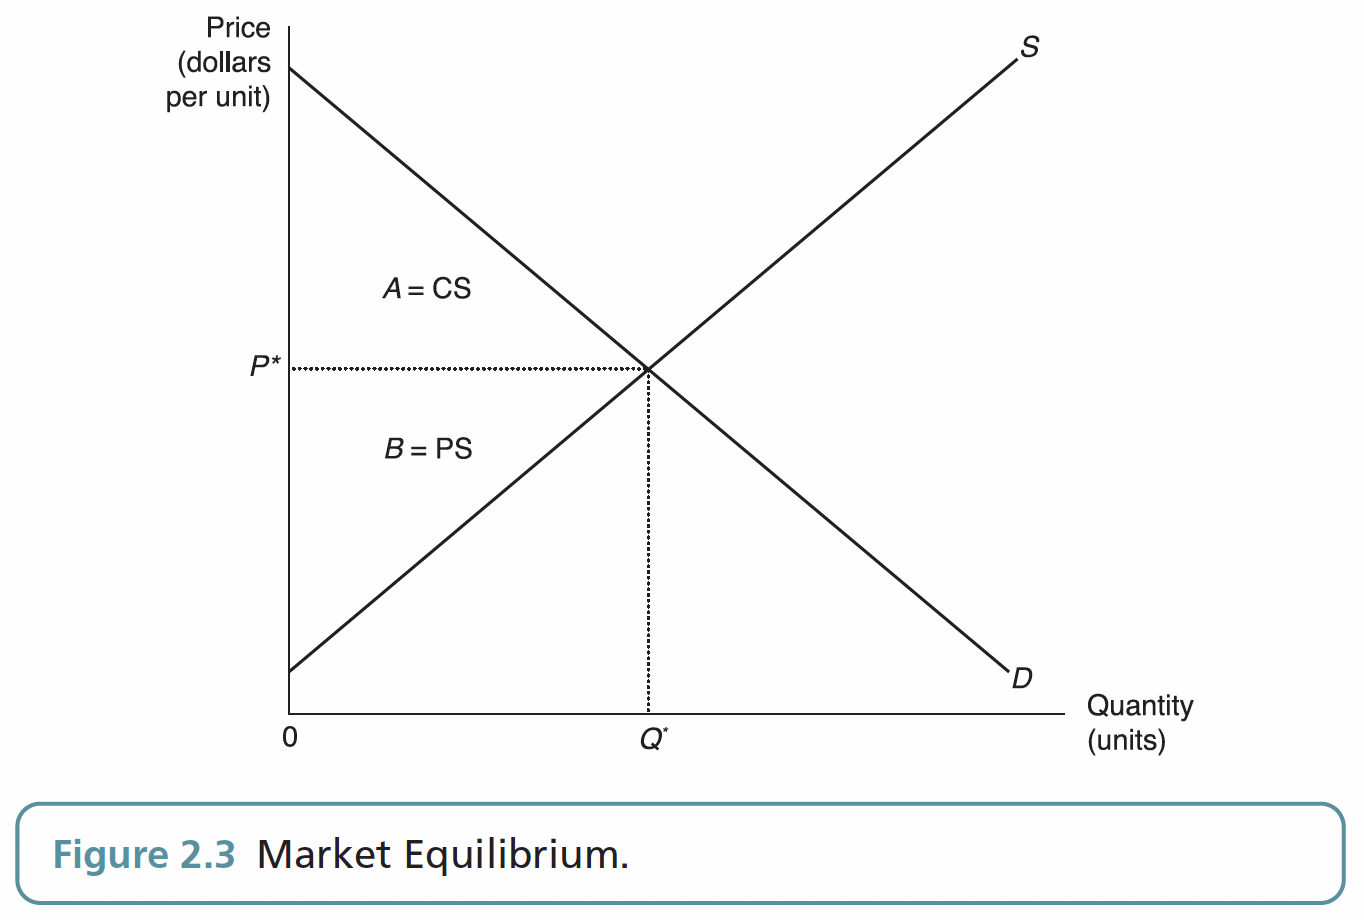 Price
(dollars
per unit)
S
A = CS
P*
B = PS
D
Quantity
(units)
0
Q*
Figure 2.3 Market Equilibrium.